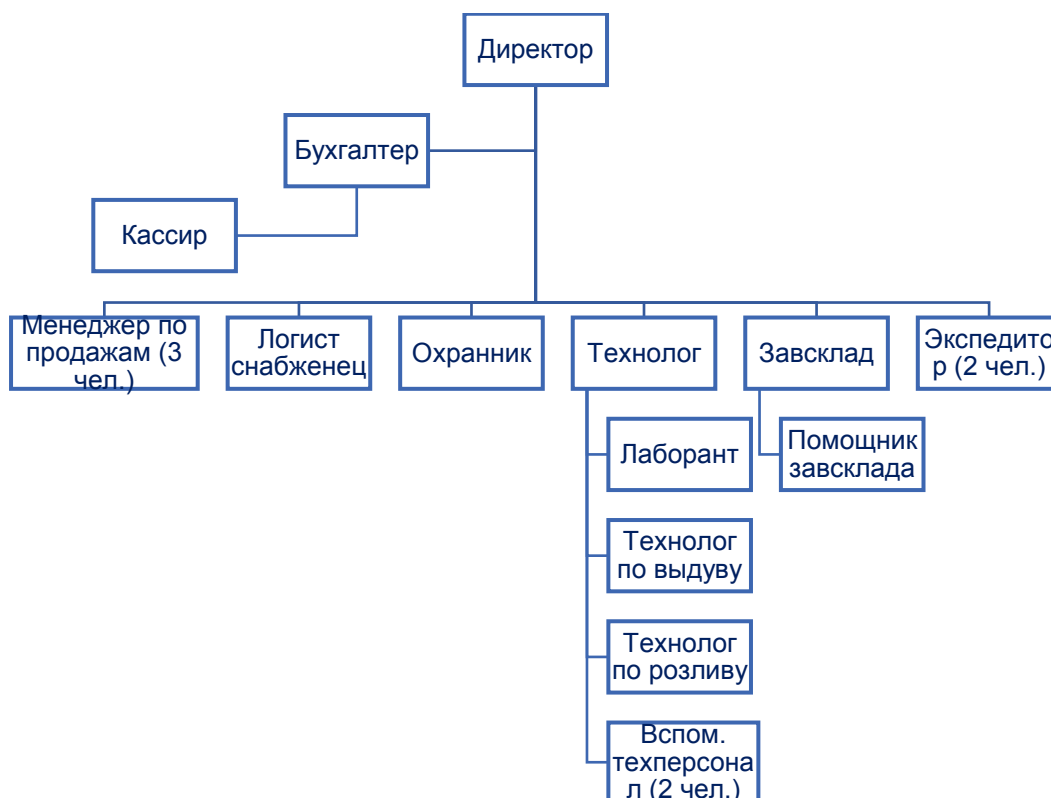 Директор
Бухгалтер
Кассир
Менеджер по
продажам (3
чел.)
Логист
снабженец
Охранник
Технолог
Завсклад
Экспедито
р (2 чел.)
Лаборант
Помощник
завсклада
Технолог
по выдуву
Технолог
по розливу
Вспом.
техперсона
л (2 чел.)